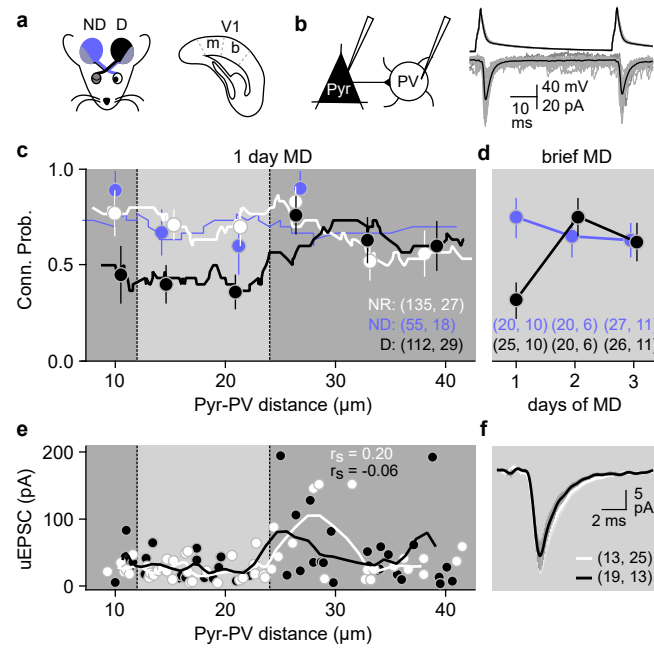 a
ND D
V1
m b
b
Pyr
PV
40 mV
20 pA
10
ms
c
1 day MD
1.0
0.5
0.0
Conn. Prob.
NR: (135, 27)
ND: (55, 18)
D: (112, 29)
10 20 30 40
Pyr-PV distance (µm)
d
brief MD
(20, 10) (20, 6) (27, 11)
(25, 10) (20, 6) (26, 11)
1 2 3
days of MD
e
200
100
0
uEPSC (pA)
rs = 0.20
rs = -0.06
10 20 30 40
Pyr-PV distance (µm)
f
5
pA
2 ms
(13, 25)
(19, 13)